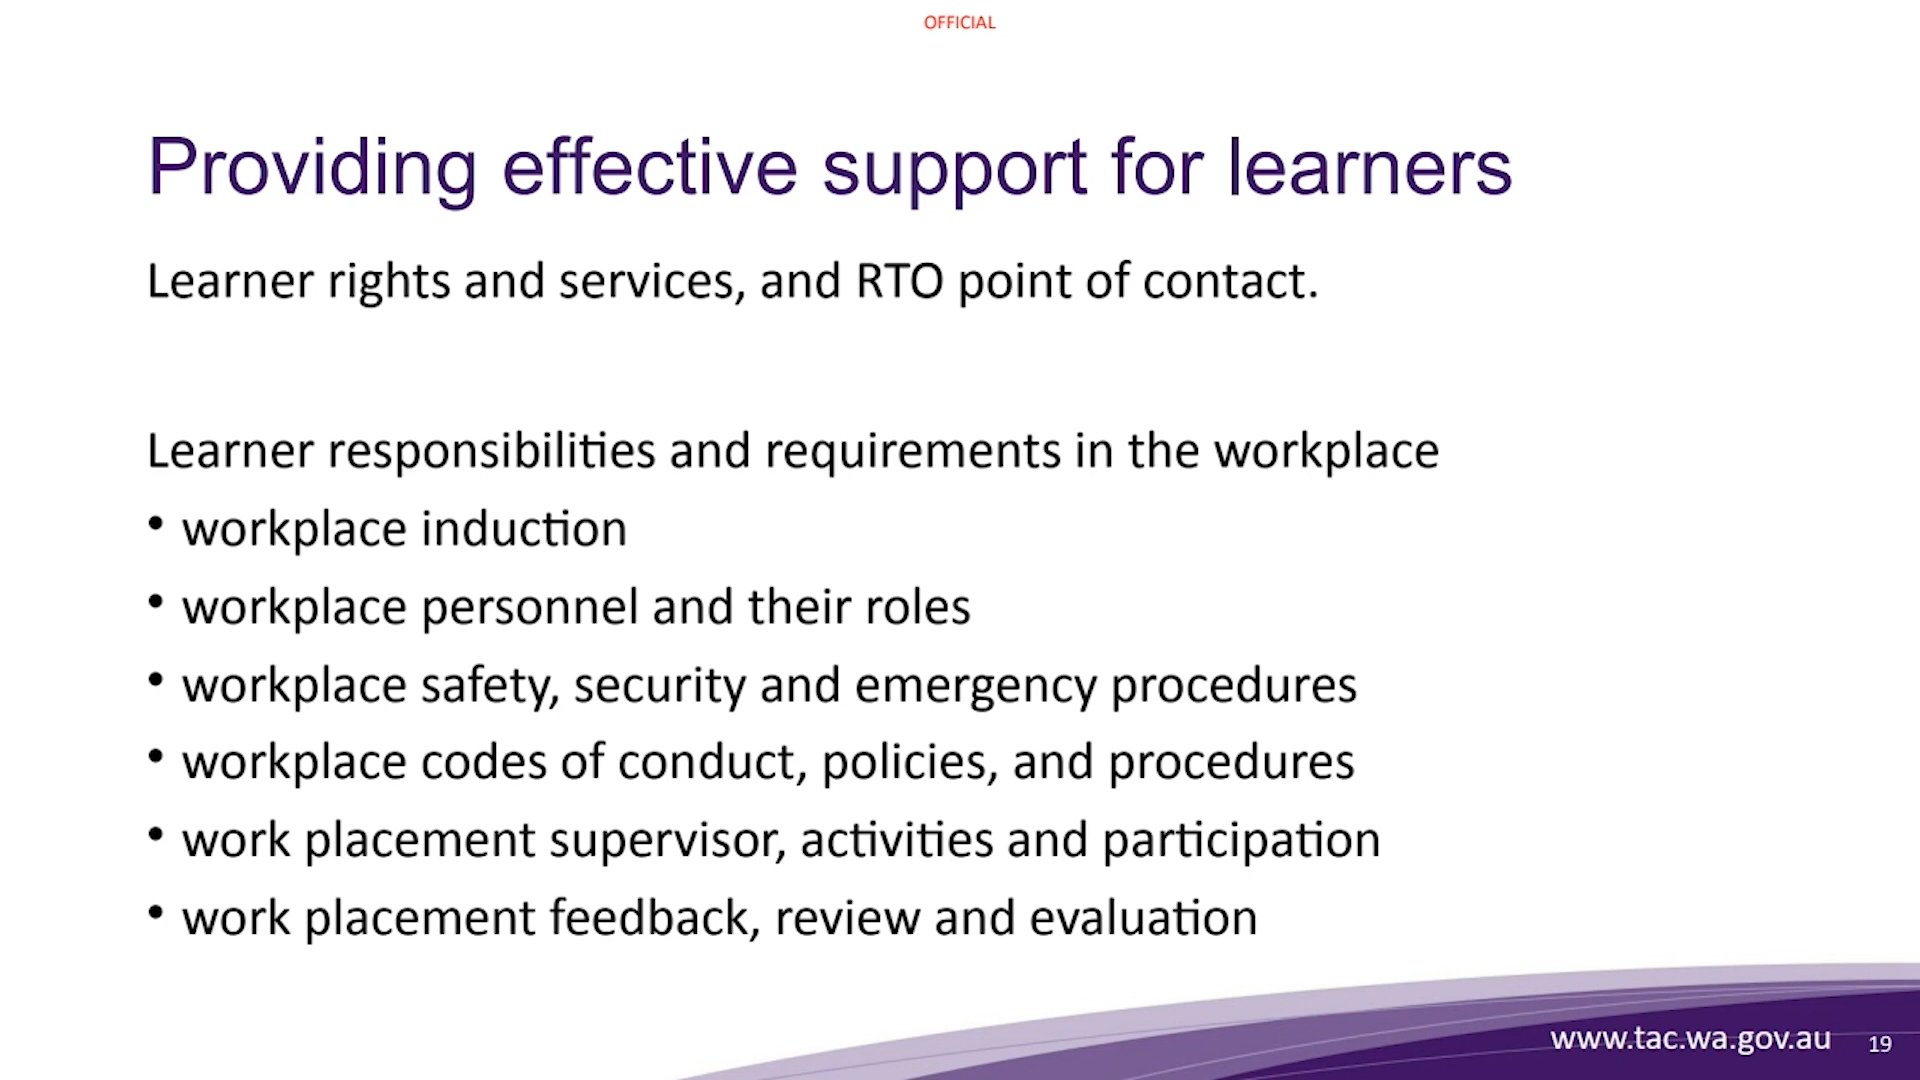 OFFICIAL
Providing effective support for learners
Learner rights and services, and RTO point of contact.
Learner responsibilities and requirements in the workplace
• workplace induction
• workplace personnel and their roles
• workplace safety, security and emergency procedures
• workplace codes of conduct, policies, and procedures
• work placement supervisor, activities and participation
• work placement feedback, review and evaluation
www.tac.wa.gov.au 19